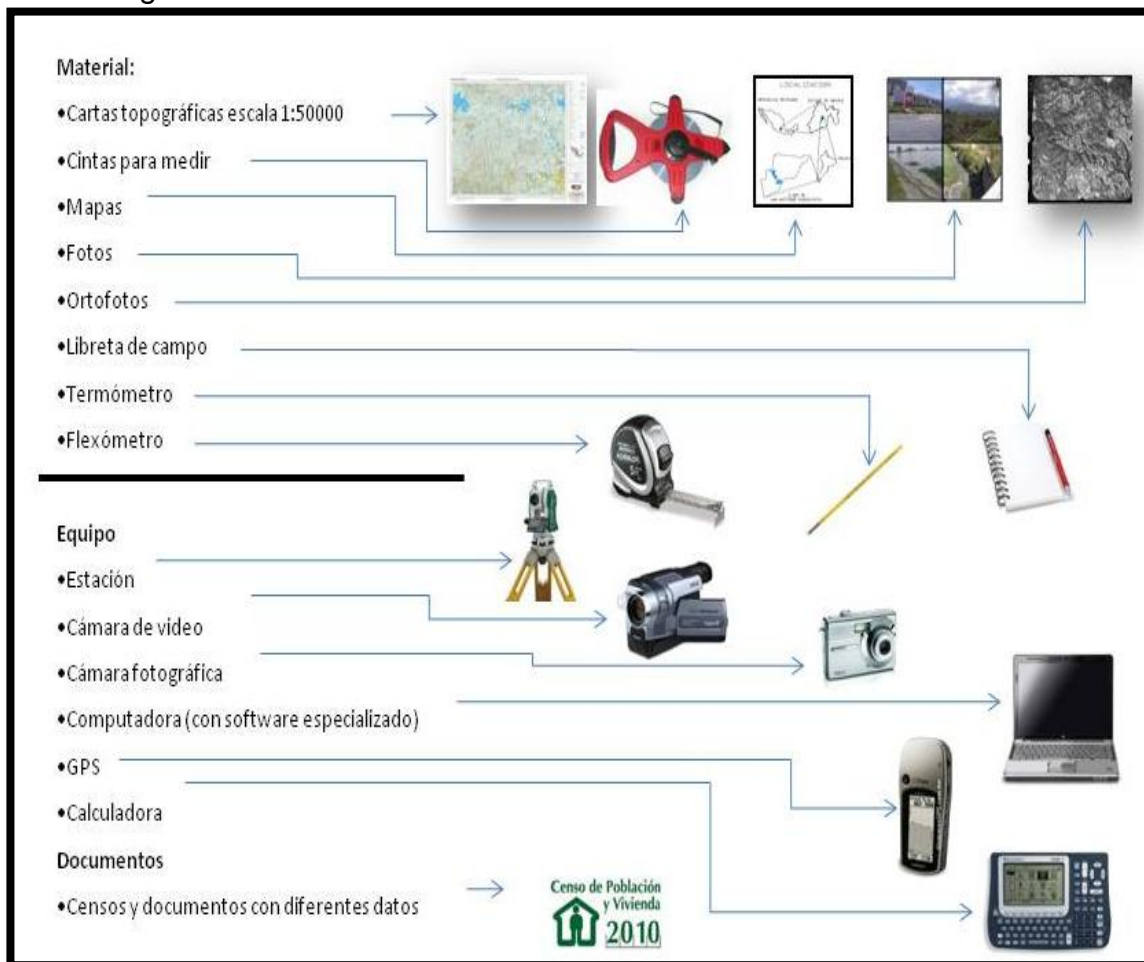 Material:
•Cartas topográficas escala 1:50000
•Cintas para medir
•Mapas
•Fotos
•Ortofotos
•Libreta de campo
•Termómetro
•Flexómetro
Equipo
•Estación
•Cámara de video
•Cámara fotográfica
•Computadora (con software especializado)
•GPS
•Calculadora
Documentos
•Censos y documentos con diferentes datos
Censo de Población
y Vivienda
2010